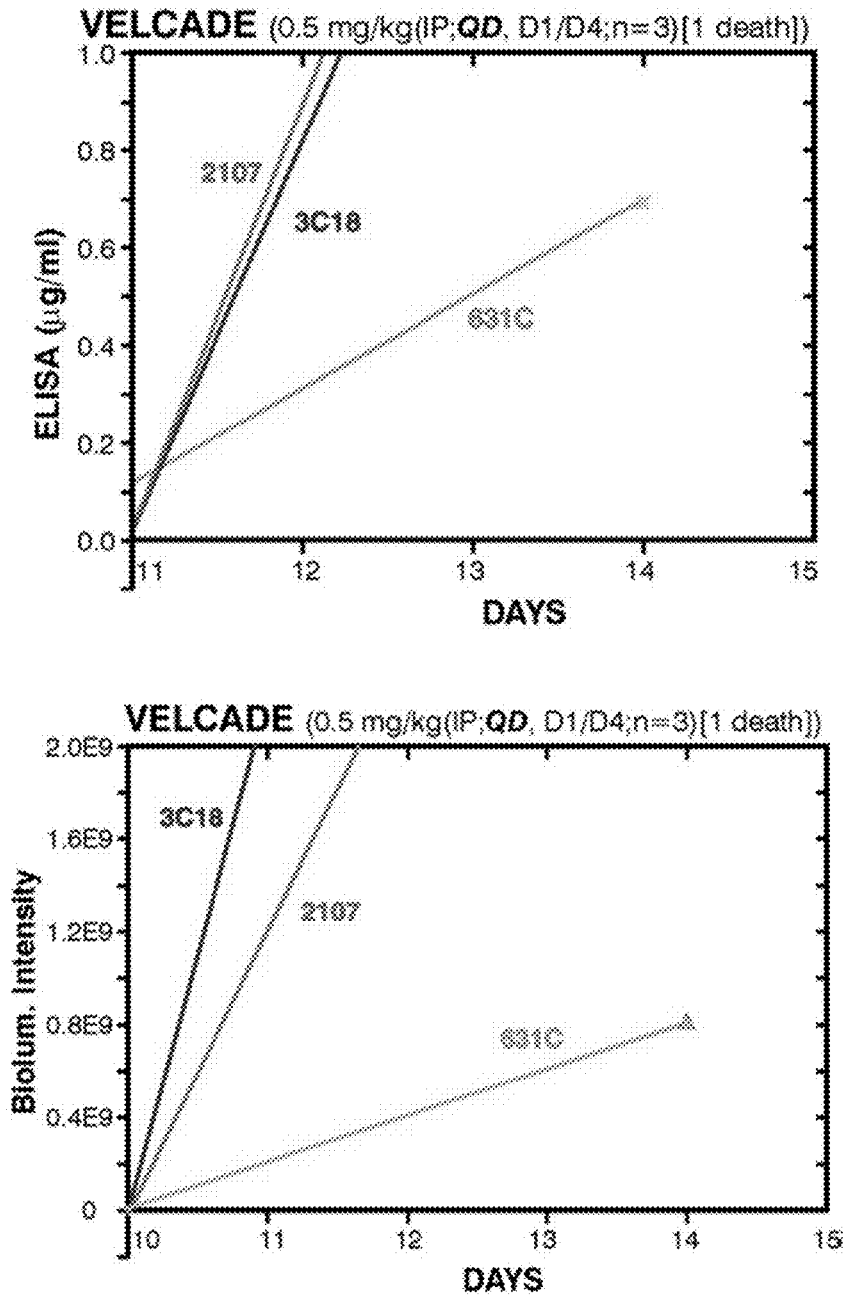 VELCADE (0.5 mg/kg(IP;QD, D1/D4;n=3)[1 death])
1.0
0.8
0.6
0.4
0.2
0.0
ELISA (µg/ml)
2107
3C18
631C
11 12 13 14 15
DAYS
VELCADE (0.5 mg/kg(IP;QD, D1/D4;n=3)[1 death])
2.0E9
1.6E9
1.2E9
0.8E9
0.4E9
0
Biolum. Intensity
3C18
2107
631C
10 11 12 13 14 15
DAYS